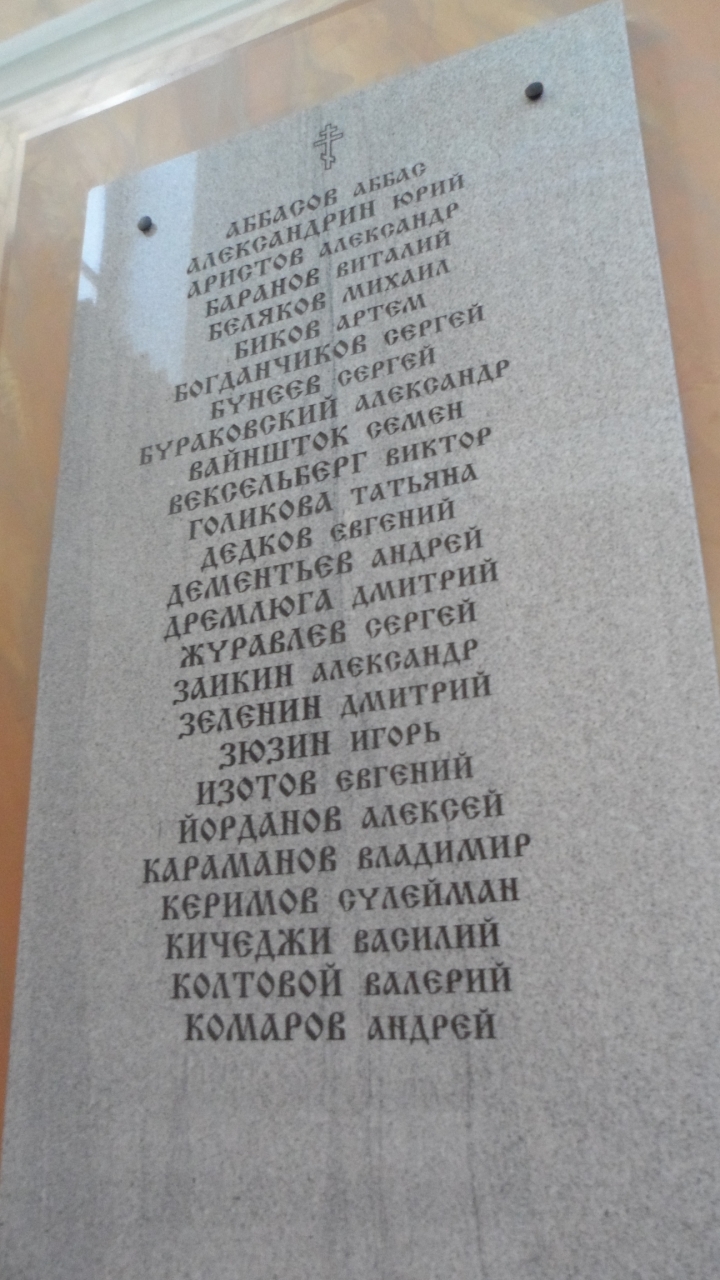 АББАСОВ АББАС
АЛЕКСАНДРИН ЮРИЙ
АРИСТОВ АЛЕКСАНДР
БАРАНОВ ВИТАЛИЙ
БЕЛЯКОВ МИХАИЛ
БИКОВ АРТЕМ
БОГДАНЧИКОВ СЕРГЕЙ
БУНЕЕВ СЕРГЕЙ
БУРАКОВСКИЙ АЛЕКСАНДР
ВАЙНШТОК СЕМЕН
ВЕКСЕЛЬБЕРГ ВИКТОР
ГОЛИКОВА ТАТЬЯНА
ДЕДКОВ ЕВГЕНИЙ
ДЕМЕНТЬЕВ АНДРЕЙ
ДРЕМЛЮГА ДМИТРИЙ
ЖУРАВЛЕВ СЕРГЕЙ
ЗАИКИН АЛЕКСАНДР
ЗЕЛЕНИН ДМИТРИЙ
ЗЮЗИН ИГОРЬ
ИЗОТОВ ЕВГЕНИЙ
ЙОРДАНОВ АЛЕКСЕЙ
КАРАМАНОВ ВЛАДИМИР
КЕРИМОВ СУЛЕЙМАН
КИЧЕДЖИ ВАСИЛИЙ
КОЛТОВОЙ ВАЛЕРИЙ
КОМАРОВ АНДРЕЙ